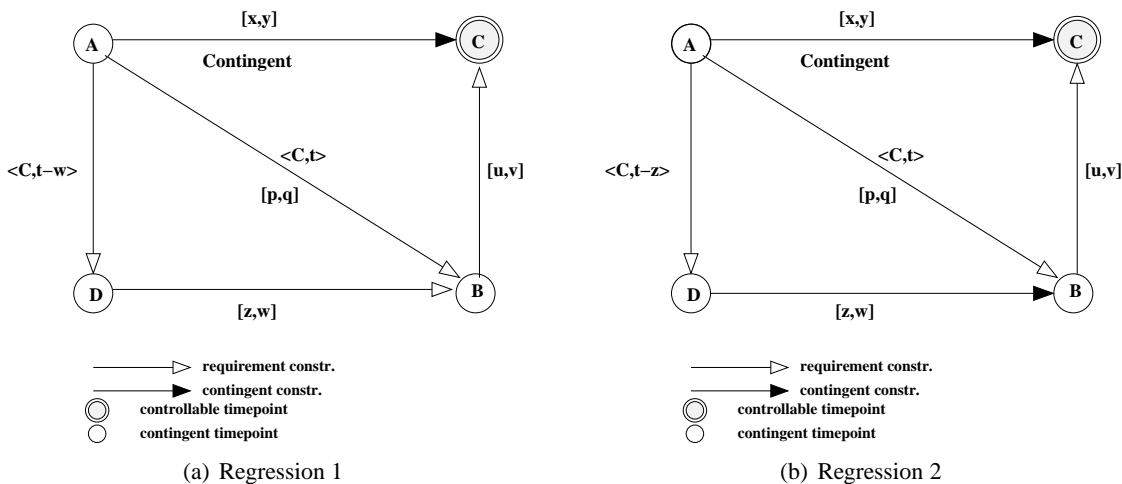 [x,y]
A
C
Contingent
<C,t–w>
<C,t>
[p,q]
[u,v]
D
B
[z,w]
requirement constr.
contingent constr.
controllable timepoint
contingent timepoint
(a) Regression 1
[x,y]
A
C
Contingent
<C,t–z>
<C,t>
[p,q]
[u,v]
D
B
[z,w]
requirement constr.
contingent constr.
controllable timepoint
contingent timepoint
(b) Regression 2